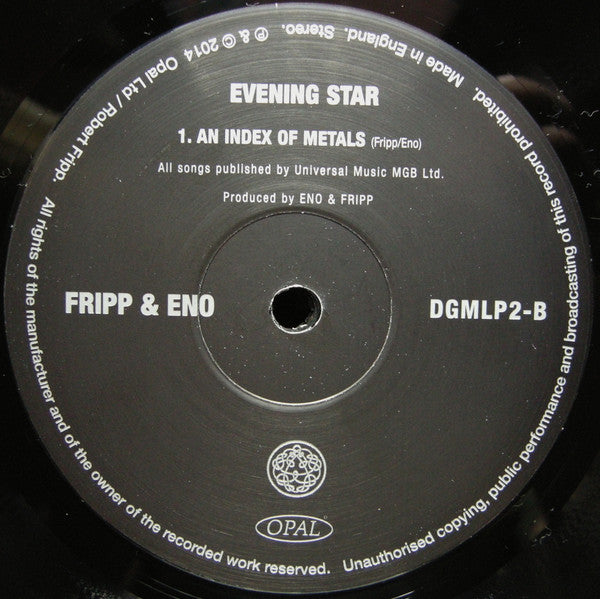 EVENING STAR
1. AN INDEX OF METALS (Fripp/Eno)
All songs published by Universal Music MGB Ltd.
Produced by ENO & FRIPP
FRIPP & ENO
DGMLP2-B
OPAL
℗ & © 2014 Opal Ltd / Robert Fripp. All rights of the manufacturer and of the owner of the recorded work reserved. Unauthorised copying, public performance and broadcasting of this record prohibited. Made in England. Stereo.